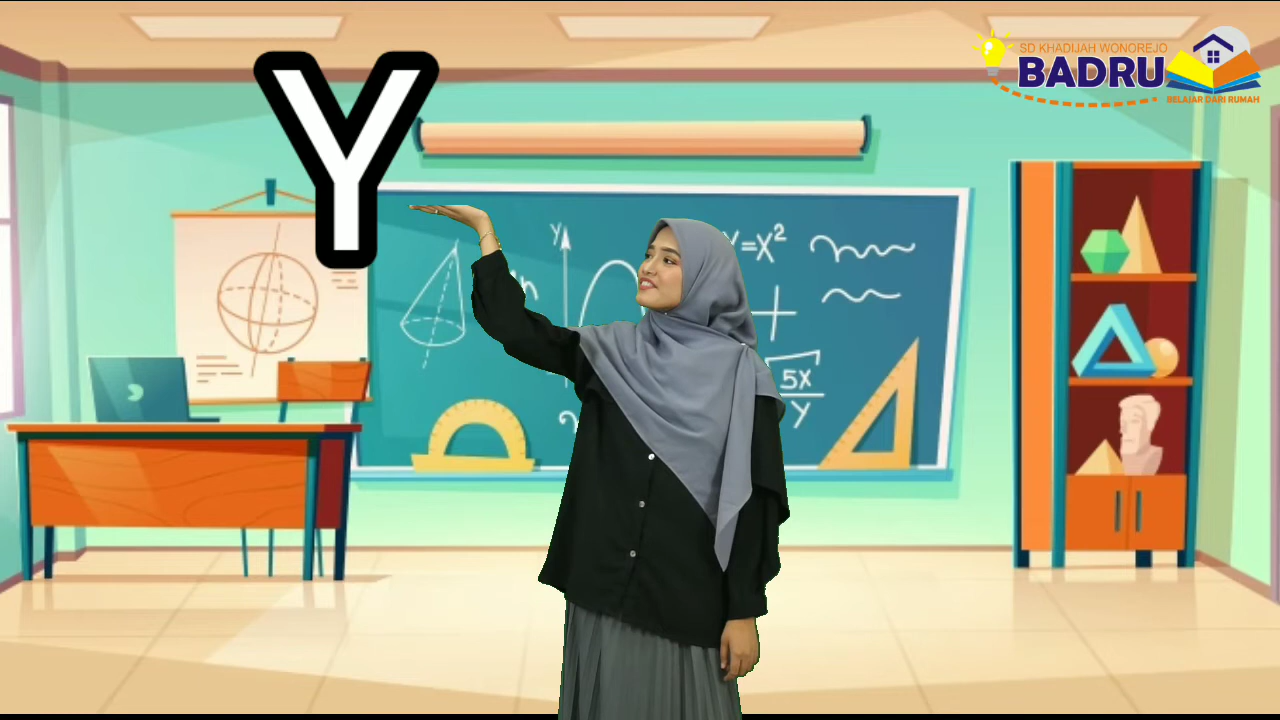 Y
SD KHADIJAH WONOREJO
BADRU
BELAJAR DARI RUMAH
y
Y=X²
5X
Y